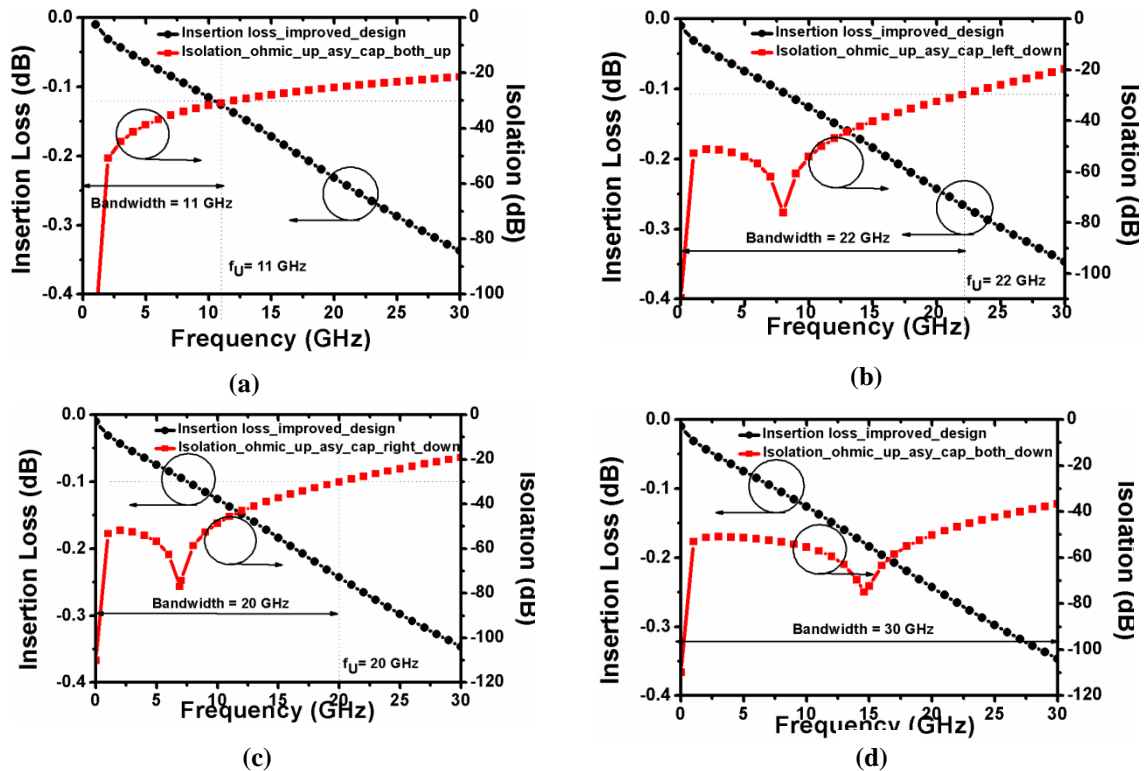 (a)
0.0
-0.1
-0.2
-0.3
-0.4
Insertion Loss (dB)
0
-20
-40
-60
-80
-100
Isolation (dB)
Insertion loss_improved_design
Isolation_ohmic_up_asy_cap_both_up
Bandwidth = 11 GHz
fU= 11 GHz
0 5 10 15 20 25 30
Frequency (GHz)
(a)
0.0
-0.1
-0.2
-0.3
-0.4
Insertion Loss (dB)
0
-20
-40
-60
-80
-100
Isolation (dB)
Insertion loss_improved_design
Isolation_ohmic_up_asy_cap_left_down
Bandwidth = 22 GHz
fU= 22 GHz
0 5 10 15 20 25 30
Frequency (GHz)
(b)
0.0
-0.1
-0.2
-0.3
-0.4
Insertion Loss (dB)
0
-20
-40
-60
-80
-100
-120
Isolation (dB)
Insertion loss_improved_design
Isolation_ohmic_up_asy_cap_right_down
Bandwidth = 20 GHz
fU= 20 GHz
0 5 10 15 20 25 30
Frequency (GHz)
(c)
0.0
-0.1
-0.2
-0.3
-0.4
Insertion Loss (dB)
0
-20
-40
-60
-80
-100
-120
Isolation (dB)
Insertion loss_improved_design
Isolation_ohmic_up_asy_cap_both_down
Bandwidth = 30 GHz
0 5 10 15 20 25 30
Frequency (GHz)
(d)